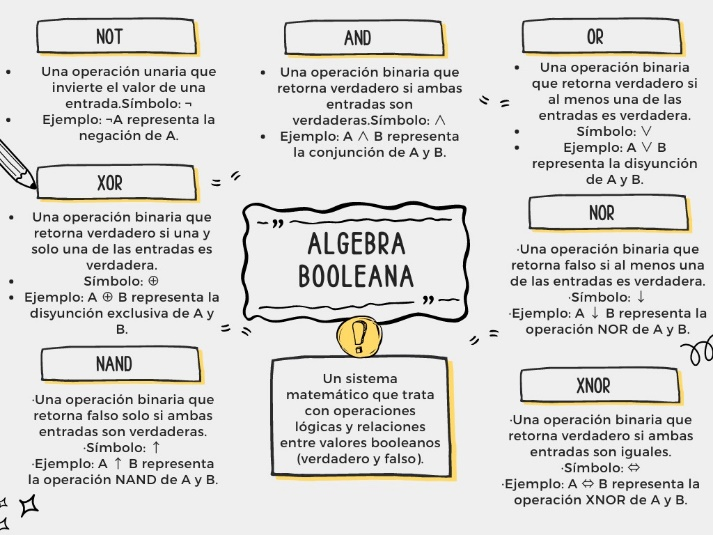 NOT
• Una operación unaria que
invierte el valor de una
entrada.Símbolo: ¬
• Ejemplo: ¬A representa la
negación de A.
AND
• Una operación binaria que
retorna verdadero si ambas
entradas son
verdaderas.Símbolo: ∧
• Ejemplo: A ∧ B representa
la conjunción de A y B.
OR
• Una operación binaria
que retorna verdadero si
al menos una de las
entradas es verdadera.
• Símbolo: ∨
• Ejemplo: A ∨ B
representa la disyunción
de A y B.
XOR
• Una operación binaria que
retorna verdadero si una y
solo una de las entradas es
verdadera.
• Símbolo: ⊕
• Ejemplo: A ⊕ B representa la
disyunción exclusiva de A y
B.
ALGEBRA
BOOLEANA
NOR
·Una operación binaria que
retorna falso si al menos una
de las entradas es verdadera.
·Símbolo: ↓
·Ejemplo: A ↓ B representa la
operación NOR de A y B.
NAND
·Una operación binaria que
retorna falso solo si ambas
entradas son verdaderas.
·Símbolo: ↑
·Ejemplo: A ↑ B representa
la operación NAND de A y B.
Un sistema
matemático que trata
con operaciones
lógicas y relaciones
entre valores booleanos
(verdadero y falso).
XNOR
·Una operación binaria que
retorna verdadero si ambas
entradas son iguales.
·Símbolo: ⇔
·Ejemplo: A ⇔ B representa la
operación XNOR de A y B.